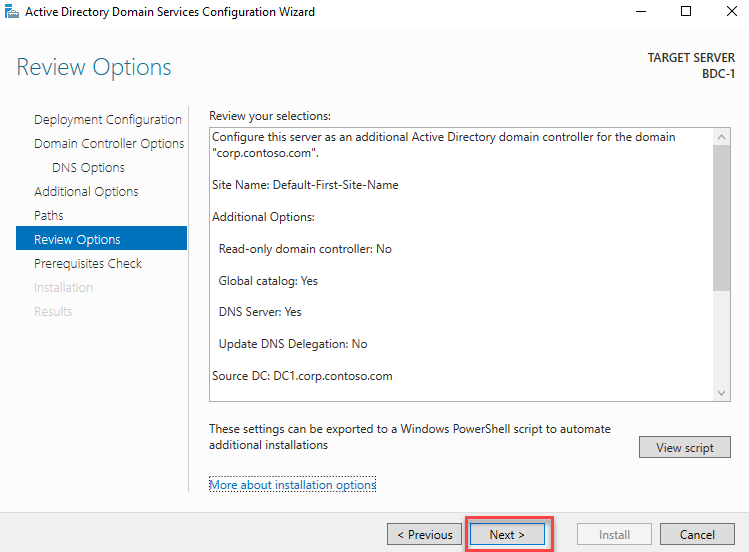 Active Directory Domain Services Configuration Wizard
Review Options
TARGET SERVER
BDC-1
Deployment Configuration
Domain Controller Options
DNS Options
Additional Options
Paths
Review Options
Prerequisites Check
Installation
Results
Review your selections:
Configure this server as an additional Active Directory domain controller for the domain
"corp.contoso.com".
Site Name: Default-First-Site-Name
Additional Options:
Read-only domain controller: No
Global catalog: Yes
DNS Server: Yes
Update DNS Delegation: No
Source DC: DC1.corp.contoso.com
These settings can be exported to a Windows PowerShell script to automate
additional installations
View script
More about installation options
< Previous
Next >
Install
Cancel